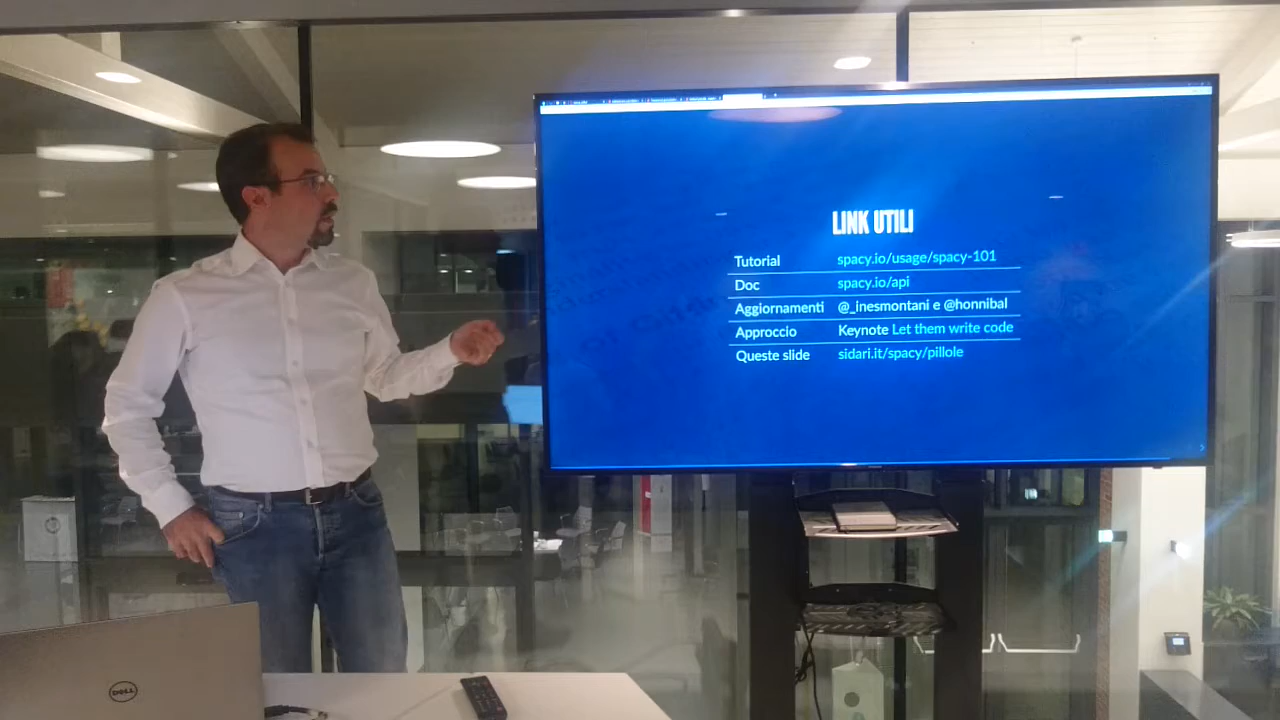 LINK UTILI
Tutorial spacy.io/usage/spacy-101
Doc spacy.io/api
Aggiornamenti @_inesmontani e @honnibal
Approccio Keynote Let them write code
Queste slide sidari.it/spacy/pillole
DELL